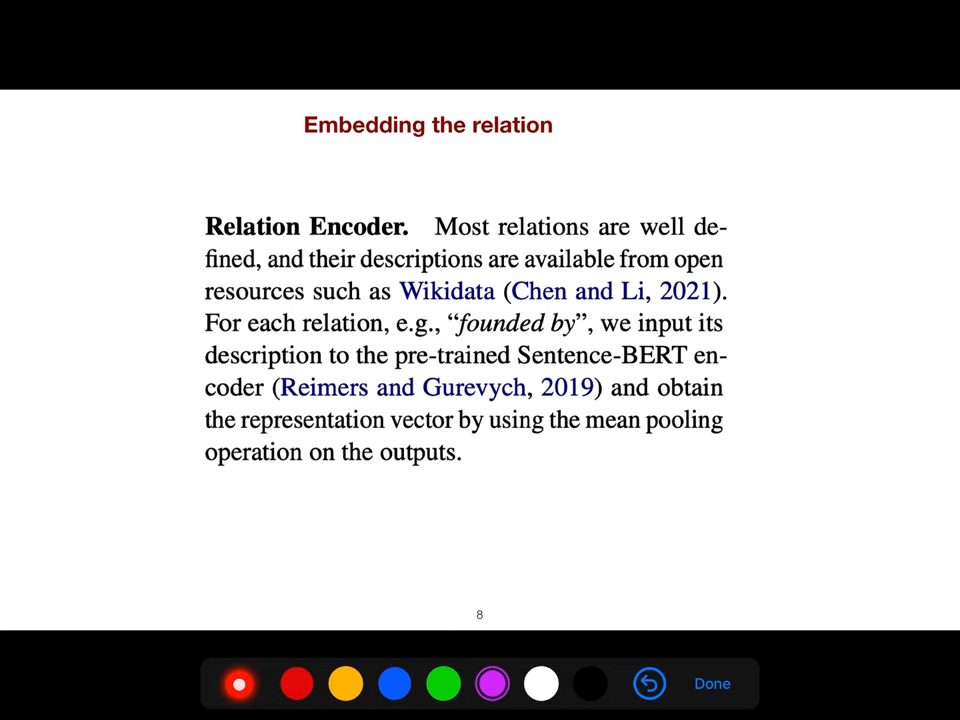 Embedding the relation
Relation Encoder. Most relations are well de-
fined, and their descriptions are available from open
resources such as Wikidata (Chen and Li, 2021).
For each relation, e.g., “founded by”, we input its
description to the pre-trained Sentence-BERT en-
coder (Reimers and Gurevych, 2019) and obtain
the representation vector by using the mean pooling
operation on the outputs.
8
Done